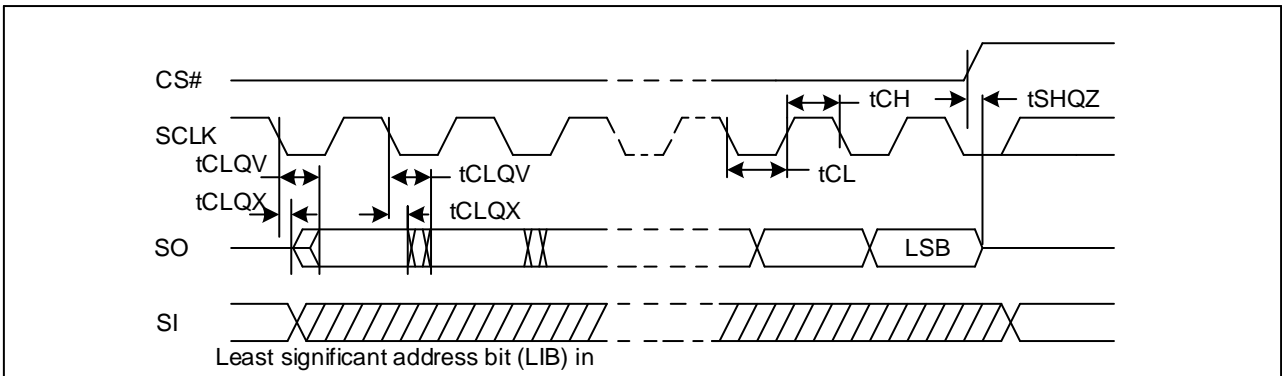 CS#
tCH
tSHQZ
SCLK
tCLQV
tCLQV
tCL
tCLQX
tCLQX
SO
LSB
SI
Least significant address bit (LIB) in